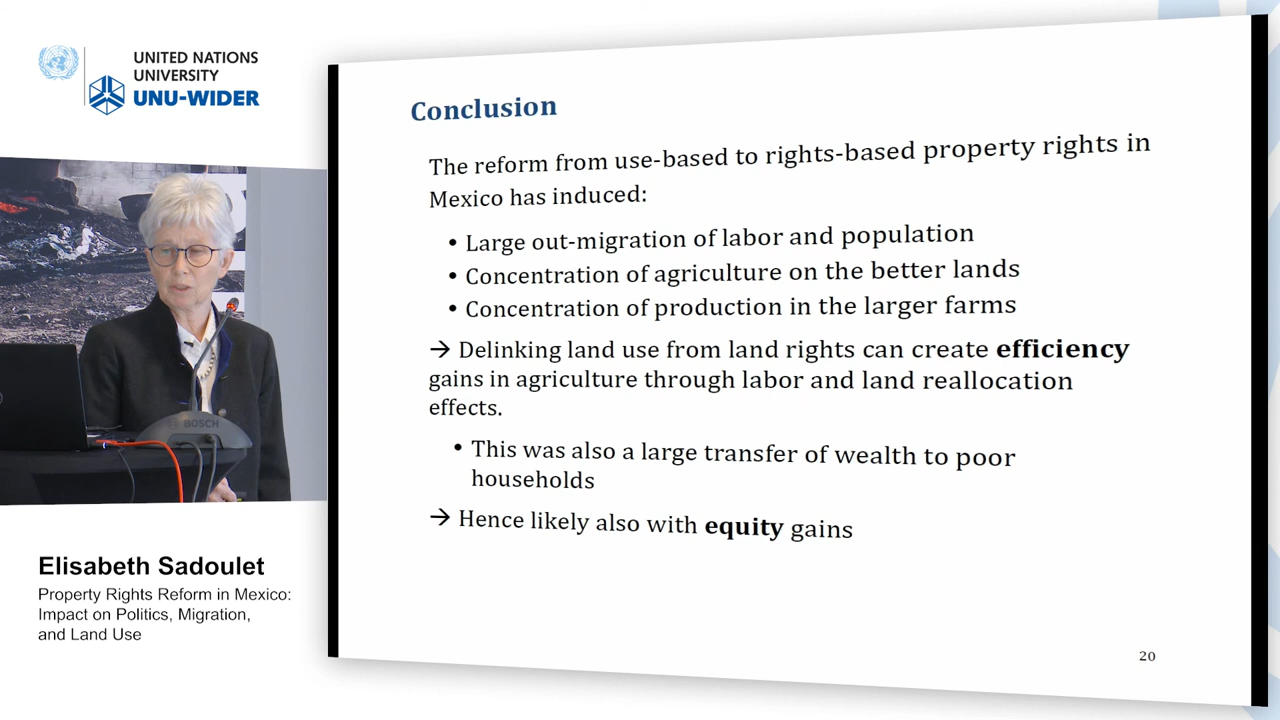 UNITED NATIONS
UNIVERSITY
UNU-WIDER
BOSCH
Elisabeth Sadoulet
Property Rights Reform in Mexico:
Impact on Politics, Migration,
and Land Use
Conclusion
The reform from use-based to rights-based property rights in
Mexico has induced:
• Large out-migration of labor and population
• Concentration of agriculture on the better lands
• Concentration of production in the larger farms
→ Delinking land use from land rights can create efficiency
gains in agriculture through labor and land reallocation
effects.
• This was also a large transfer of wealth to poor
households
→ Hence likely also with equity gains
20